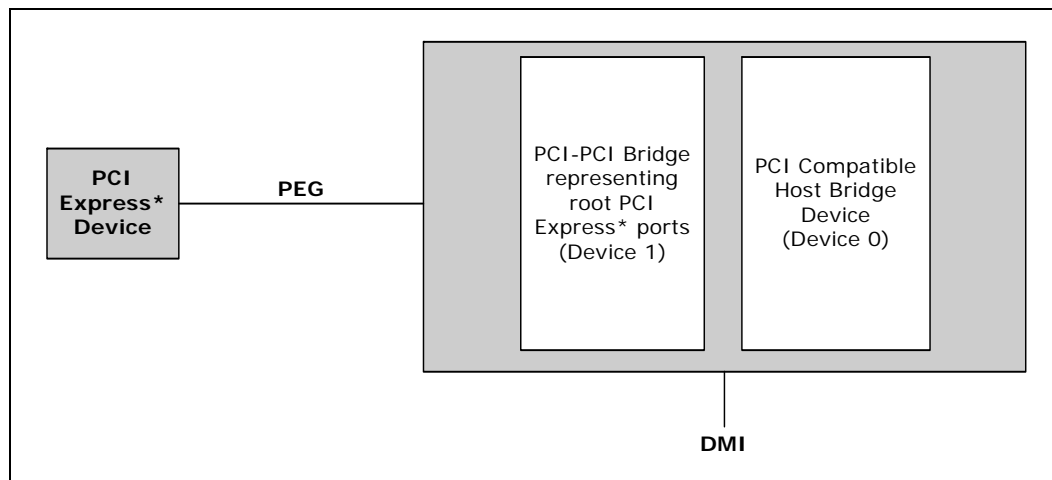 PCI
Express*
Device
PEG
PCI-PCI Bridge
representing
root PCI
Express* ports
(Device 1)
PCI Compatible
Host Bridge
Device
(Device 0)
DMI